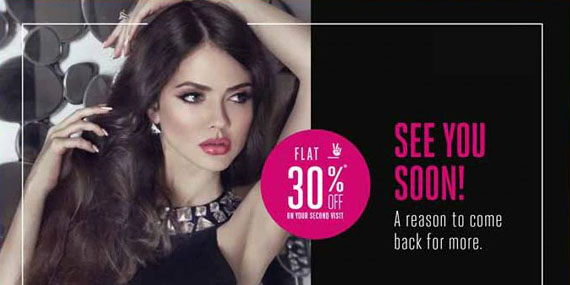 FLAT
30%*
OFF
ON YOUR SECOND VISIT
SEE YOU
SOON!
A reason to come
back for more.